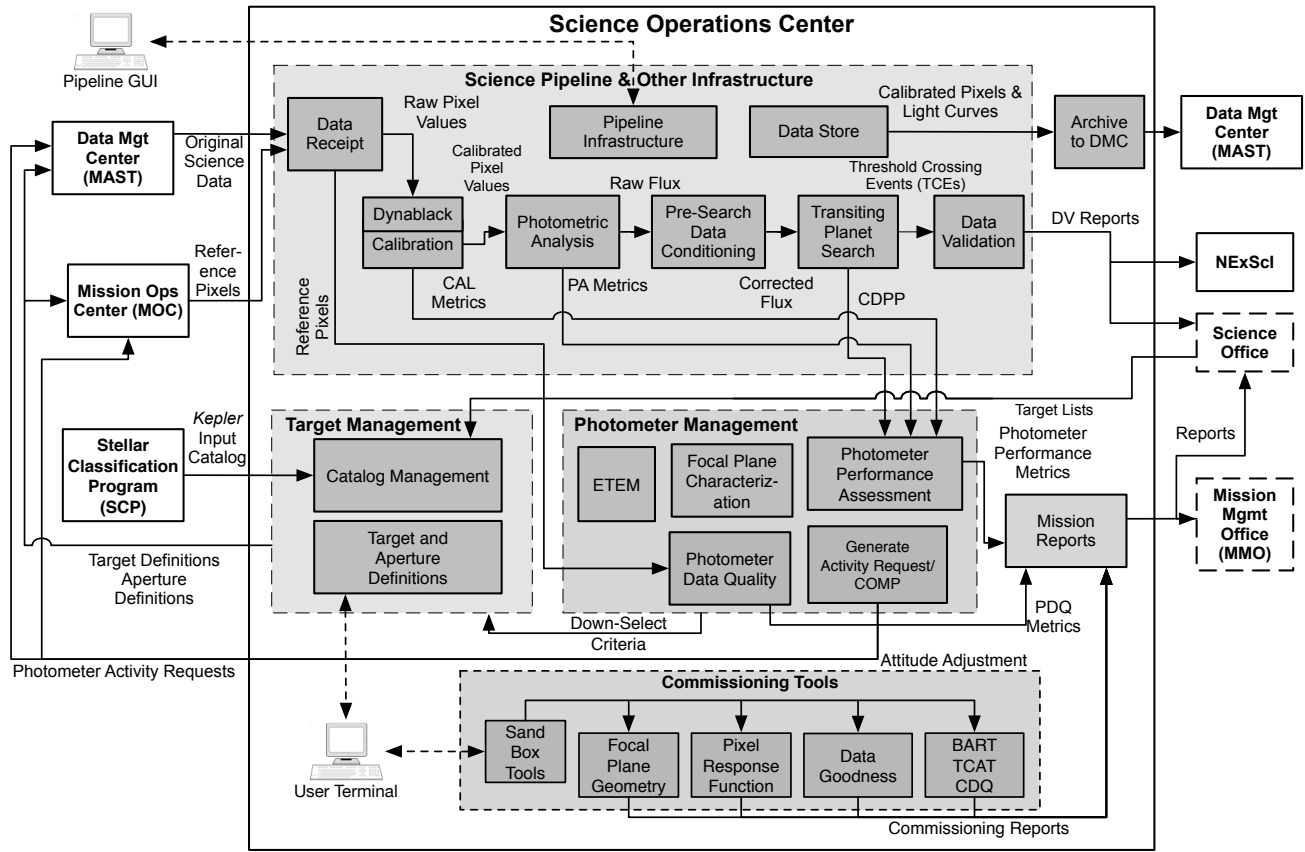 Science Operations Center
Pipeline GUI
Science Pipeline & Other Infrastructure
Data Mgt
Center
(MAST)
Original
Science
Data
Data
Receipt
Raw Pixel
Values
Pipeline
Infrastructure
Data Store
Calibrated Pixels &
Light Curves
Archive
to DMC
Data Mgt
Center
(MAST)
Calibrated
Pixel
Values
Raw Flux
Threshold Crossing
Events (TCEs)
Dynablack
Calibration
Photometric
Analysis
Pre-Search
Data
Conditioning
Transiting
Planet
Search
Data
Validation
DV Reports
NExScI
Refer-
ence
Pixels
Mission Ops
Center (MOC)
Reference
Pixels
CAL
Metrics
PA Metrics
Corrected
Flux
CDPP
Science
Office
Kepler
Input
Catalog
Stellar
Classification
Program
(SCP)
Target Management
Catalog Management
Target and
Aperture
Definitions
Target Definitions
Aperture
Definitions
Photometer Management
ETEM
Focal Plane
Characteriz-
ation
Photometer
Performance
Assessment
Photometer
Data Quality
Generate
Activity Request/
COMP
Target Lists
Photometer
Performance
Metrics
Reports
Mission
Reports
Mission
Mgmt
Office
(MMO)
Down-Select
Criteria
PDQ
Metrics
Photometer Activity Requests
Attitude Adjustment
Commissioning Tools
User Terminal
Sand
Box
Tools
Focal
Plane
Geometry
Pixel
Response
Function
Data
Goodness
BART
TCAT
CDQ
Commissioning Reports